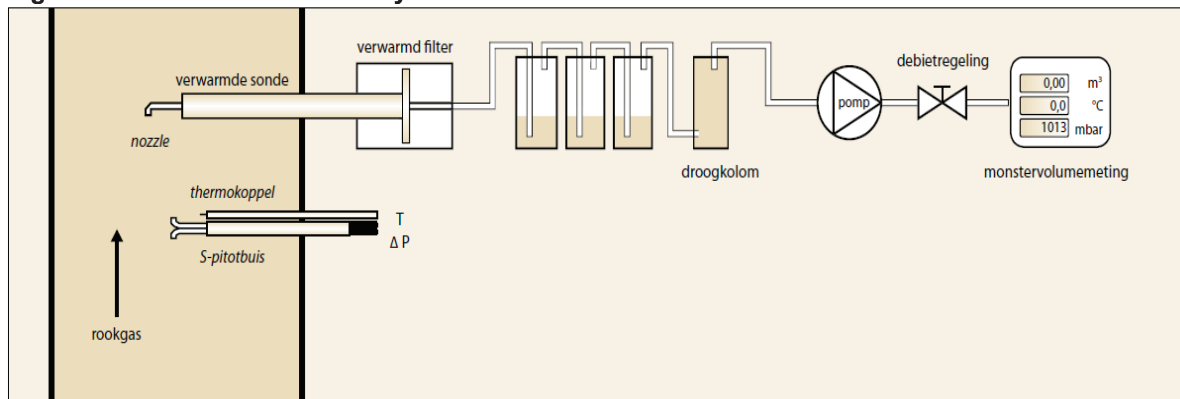 verwarmd filter
verwarmde sonde
nozzle
debietregeling
pomp
0,00 m³
0,0 °C
1013 mbar
droogkolom
monstervolumemeting
thermokoppel
T
Δ P
S-pitotbuis
rookgas